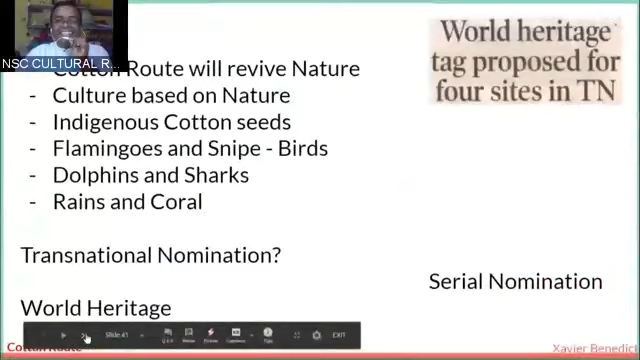 NSC CULTURAL R...
World heritage
tag proposed for
four sites in TN
Cotton Route will revive Nature
- Culture based on Nature
- Indigenous Cotton seeds
- Flamingoes and Snipe - Birds
- Dolphins and Sharks
- Rains and Coral
Transnational Nomination?
Serial Nomination
World Heritage
Slide 41
EXIT
Cotton Route
Xavier Benedict